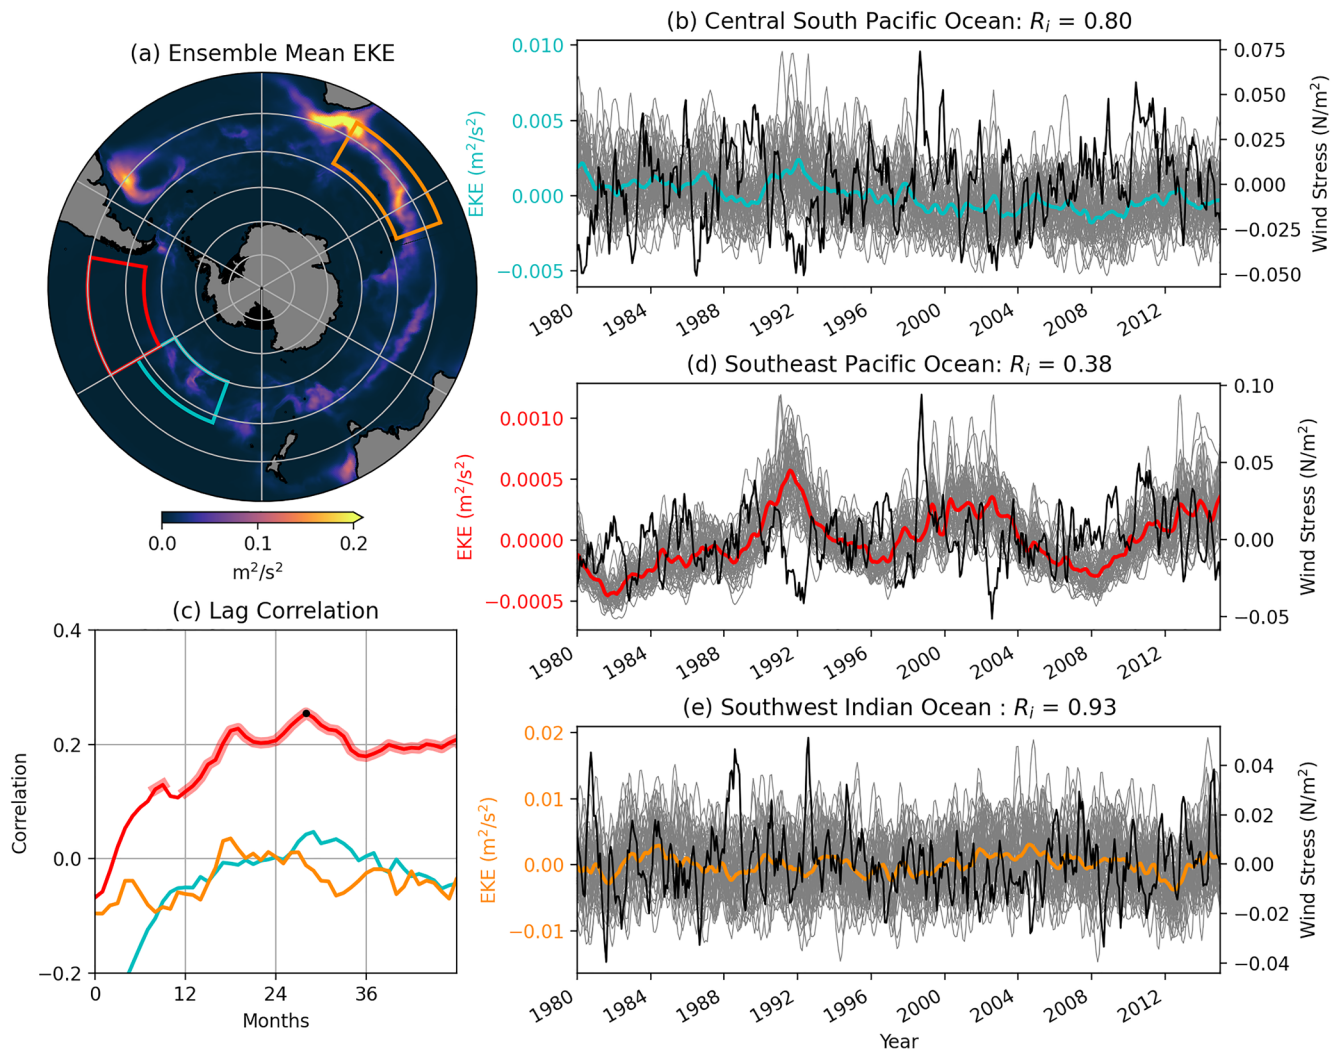 (a) Ensemble Mean EKE
0.0 0.1 0.2
m²/s²
(b) Central South Pacific Ocean: Rᵢ = 0.80
EKE (m²/s²)
0.010
0.005
0.000
−0.005
0.075
0.050
0.025
0.000
−0.025
−0.050
Wind Stress (N/m²)
1980 1984 1988 1992 1996 2000 2004 2008 2012
(c) Lag Correlation
Correlation
0.4
0.2
0.0
−0.2
0 12 24 36
Months
(d) Southeast Pacific Ocean: Rᵢ = 0.38
EKE (m²/s²)
0.0010
0.0005
0.0000
−0.0005
0.10
0.05
0.00
−0.05
Wind Stress (N/m²)
1980 1984 1988 1992 1996 2000 2004 2008 2012
(e) Southwest Indian Ocean : Rᵢ = 0.93
EKE (m²/s²)
0.02
0.01
0.00
−0.01
0.04
0.02
0.00
−0.02
−0.04
Wind Stress (N/m²)
1980 1984 1988 1992 1996 2000 2004 2008 2012
Year